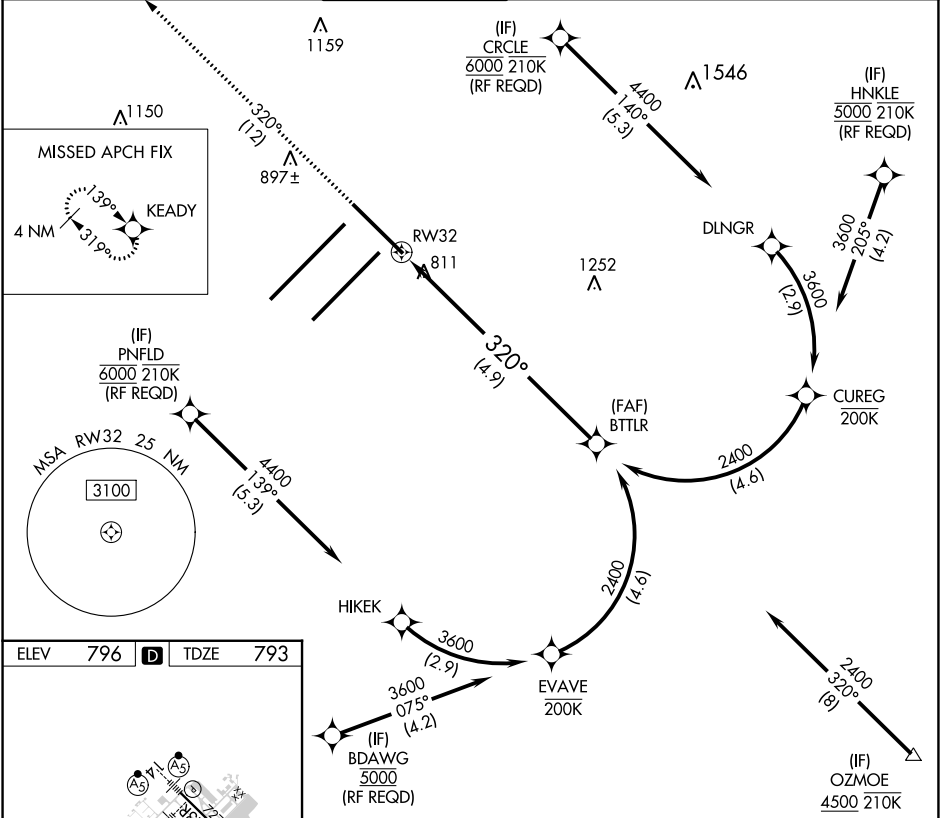 1159
(IF)
CRCLE
6000 210K
(RF REQD)
1546
(IF)
HNKLE
5000 210K
(RF REQD)
1150
320°
(12)
4400
140°
(5.3)
MISSED APCH FIX
139°
KEADY
4 NM
319°
897±
RW32
811
1252
DLNGR
3600
205°
(4.2)
3600
(2.9)
(IF)
PNFLD
6000 210K
(RF REQD)
320°
(4.9)
(FAF)
BTTLR
CUREG
200K
MSA RW32 25 NM
3100
4400
139°
(5.3)
2400
(4.6)
HIKEK
3600
(2.9)
2400
(4.6)
EVAVE
200K
3600
075°
(4.2)
(IF)
BDAWG
5000
(RF REQD)
2400
320°
(8)
(IF)
OZMOE
4500 210K
ELEV 796 D TDZE 793
A5
A5
14
P